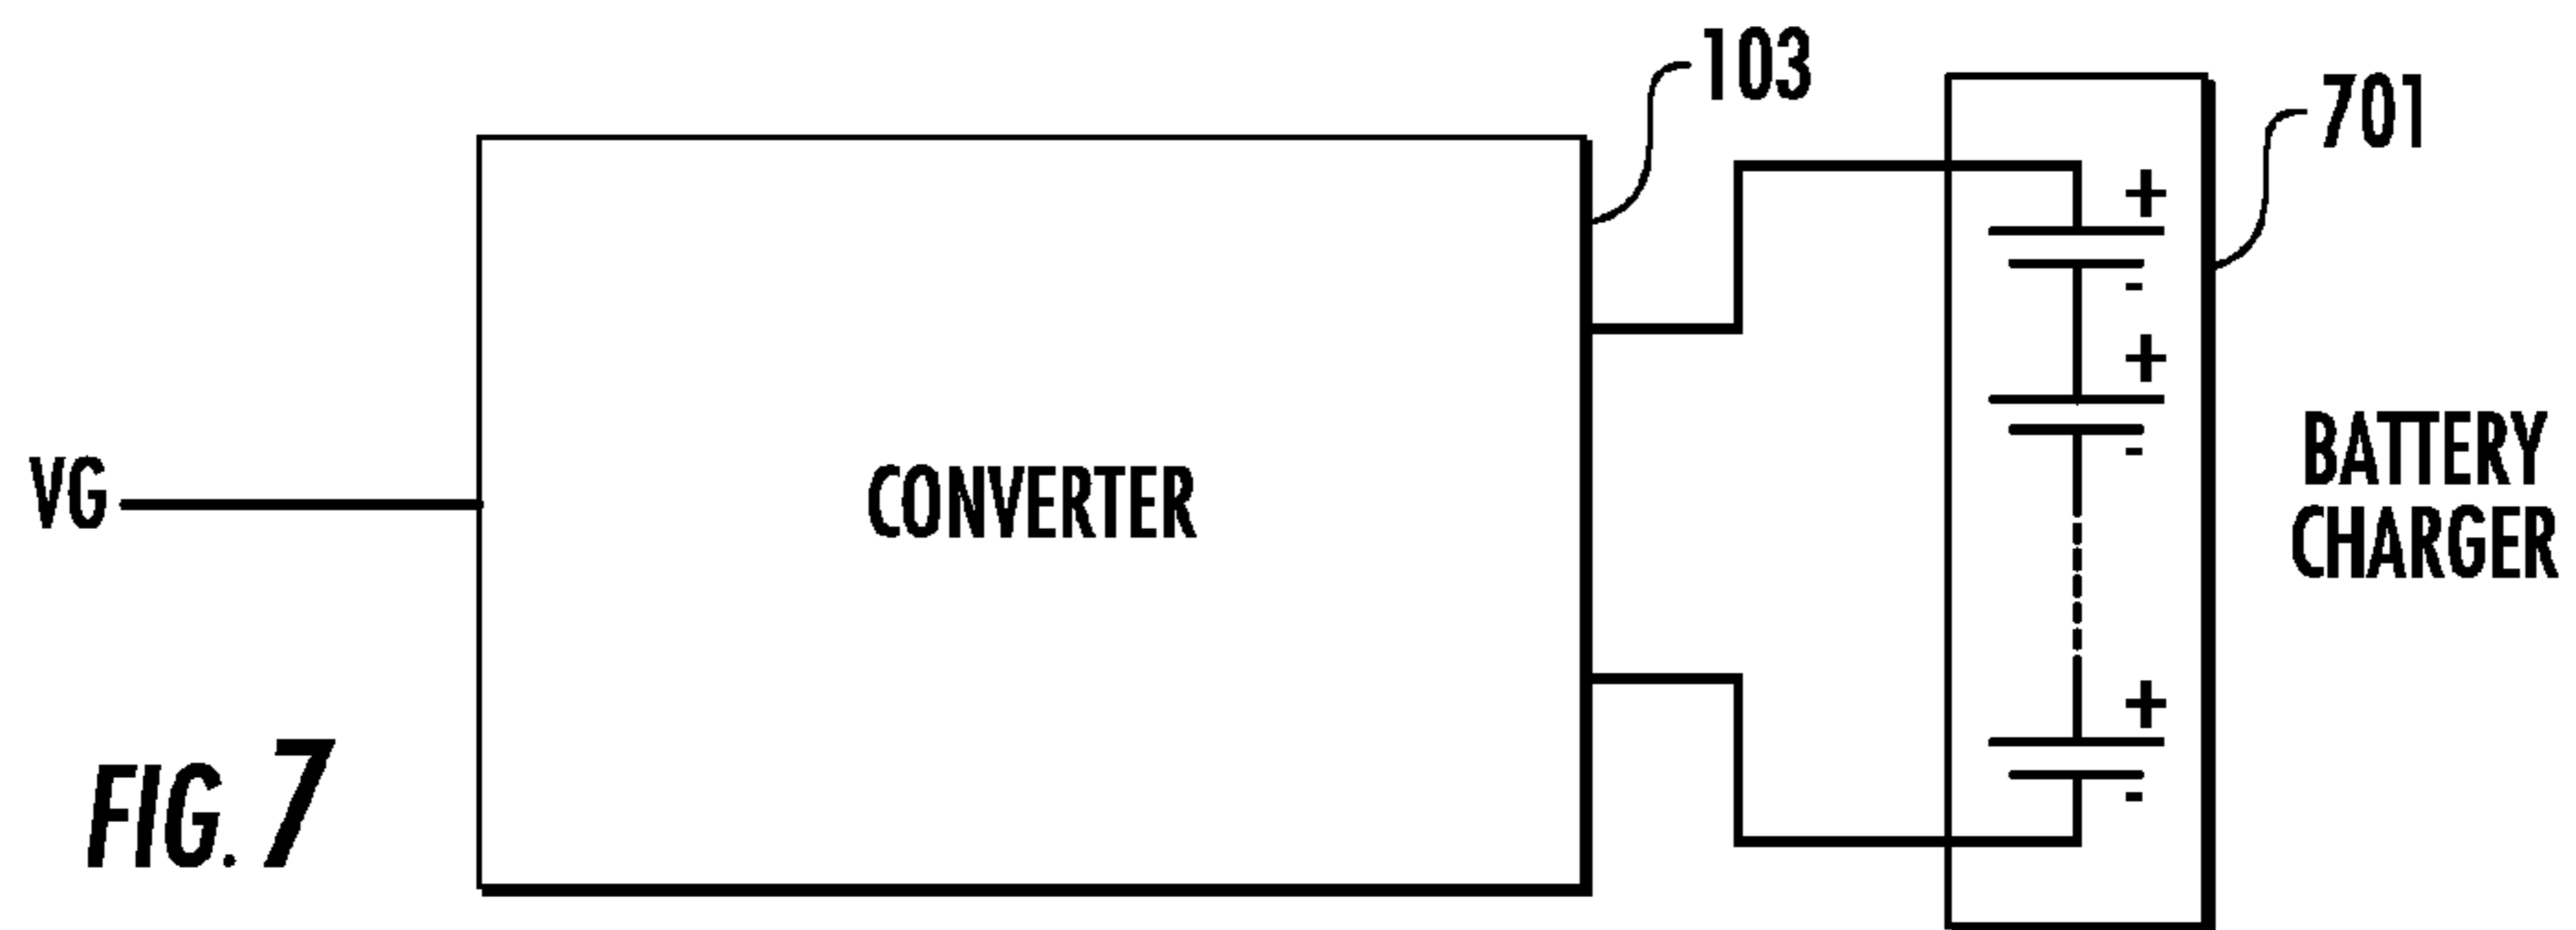 103
701
+
-
+
-
BATTERY
CHARGER
VG
CONVERTER
+
-
FIG. 7